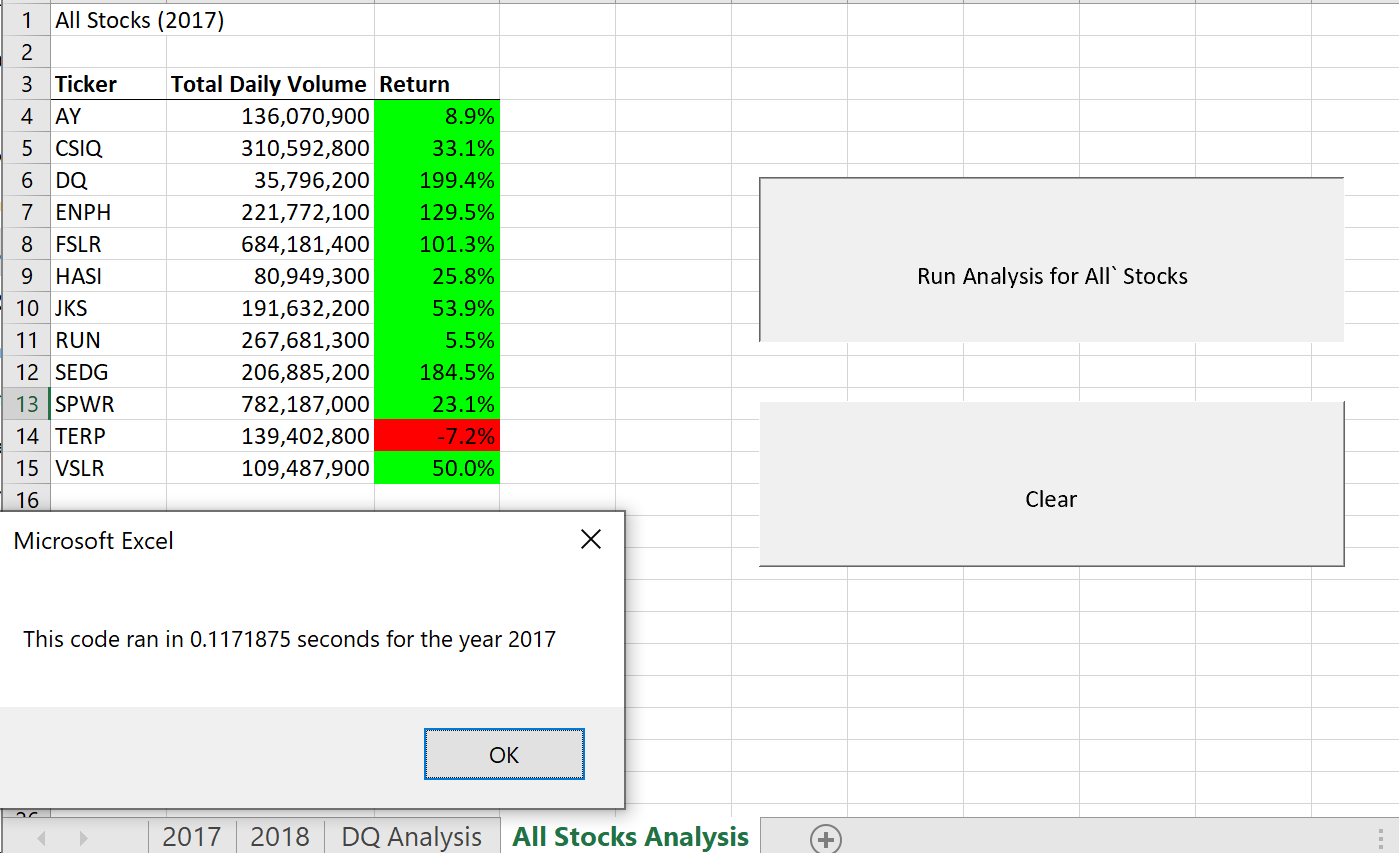 1 All Stocks (2017)
2
3 Ticker Total Daily Volume Return
4 AY 136,070,900 8.9%
5 CSIQ 310,592,800 33.1%
6 DQ 35,796,200 199.4%
7 ENPH 221,772,100 129.5%
8 FSLR 684,181,400 101.3%
9 HASI 80,949,300 25.8%
10 JKS 191,632,200 53.9%
11 RUN 267,681,300 5.5%
12 SEDG 206,885,200 184.5%
13 SPWR 782,187,000 23.1%
14 TERP 139,402,800 -7.2%
15 VSLR 109,487,900 50.0%
16
Run Analysis for All` Stocks
Clear
Microsoft Excel
This code ran in 0.1171875 seconds for the year 2017
OK
2017 2018 DQ Analysis All Stocks Analysis